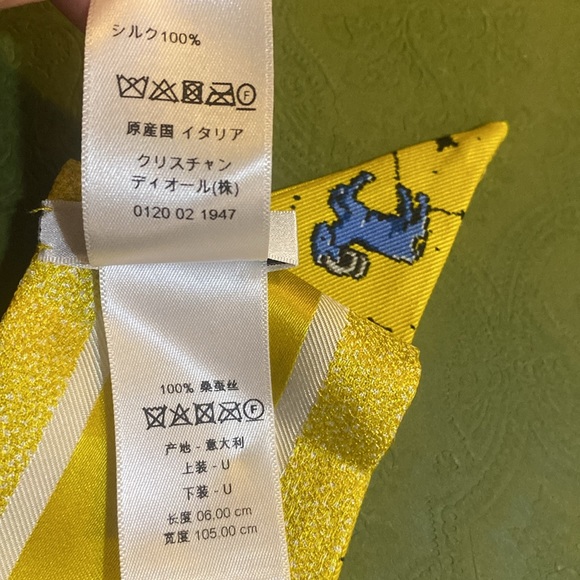 シルク100%
F
原産国 イタリア
クリスチャン
ディオール(株)
0120 02 1947
100% 桑蚕丝
F
产地 - 意大利
上装 - U
下装 - U
长度 06.00 cm
宽度 105.00 cm